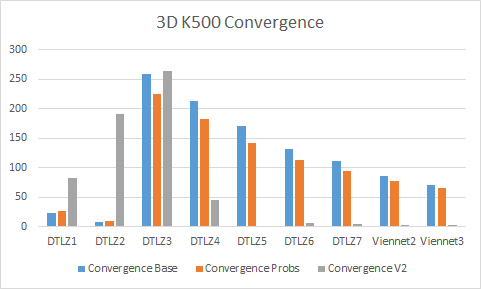 3D K500 Convergence
300
250
200
150
100
50
0
DTLZ1 DTLZ2 DTLZ3 DTLZ4 DTLZ5 DTLZ6 DTLZ7 Viennet2 Viennet3
Convergence Base Convergence Probs Convergence V2